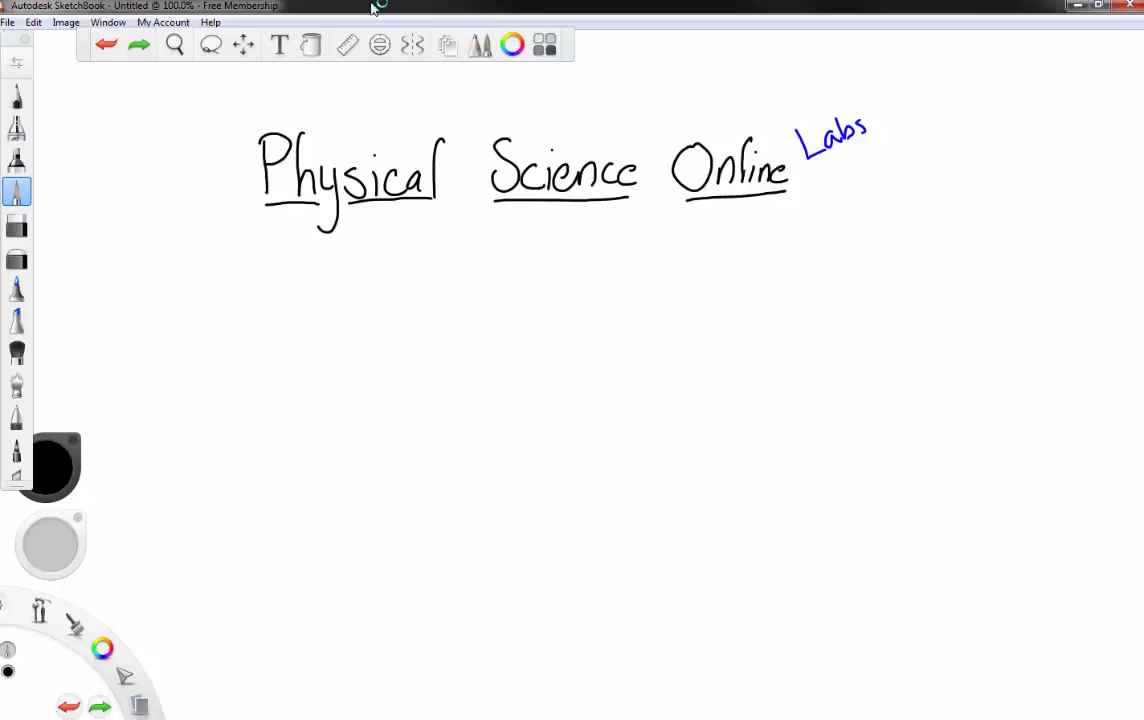 Autodesk SketchBook - Untitled @ 100.0% - Free Membership
File Edit Image Window My Account Help
T
Physical Science Online Labs